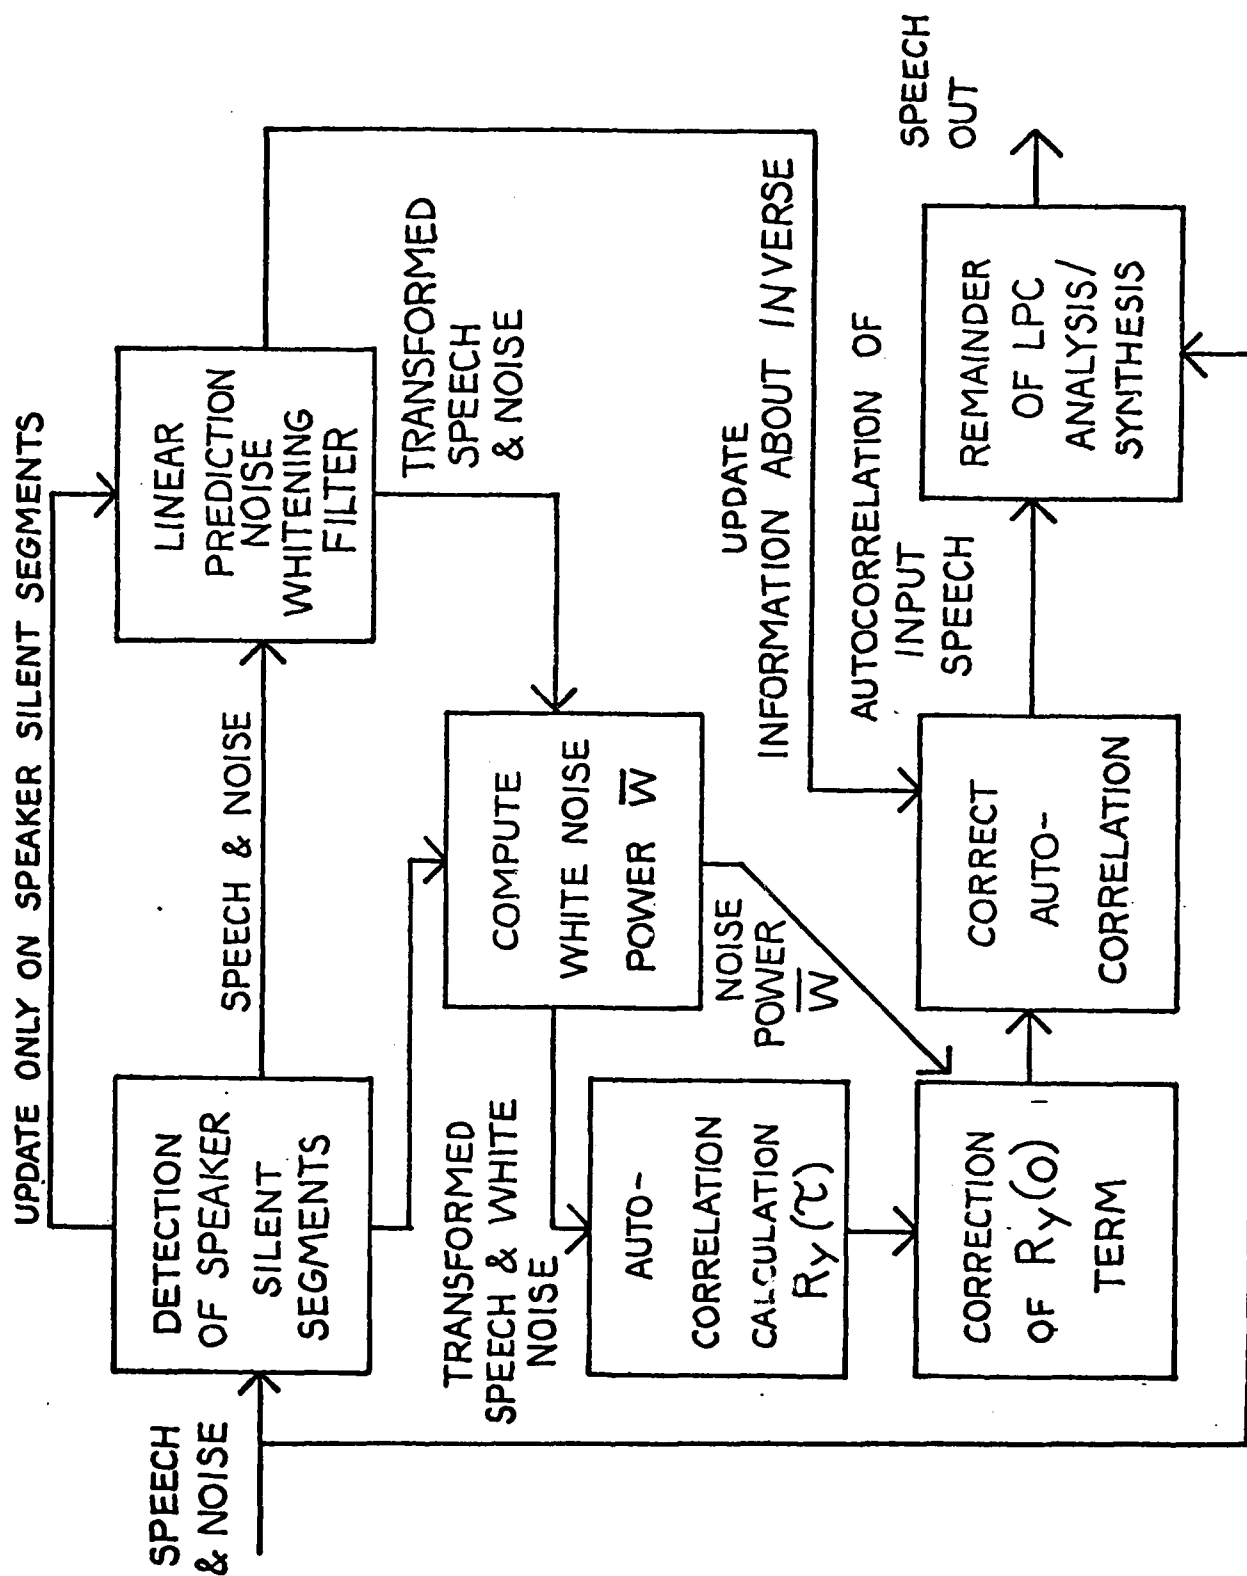 UPDATE ONLY ON SPEAKER SILENT SEGMENTS
SPEECH
& NOISE
DETECTION
OF SPEAKER
SILENT
SEGMENTS
SPEECH & NOISE
LINEAR
PREDICTION
NOISE
WHITENING
FILTER
TRANSFORMED
SPEECH
& NOISE
COMPUTE
WHITE NOISE
POWER W̅
TRANSFORMED
SPEECH & WHITE
NOISE
NOISE
POWER
W̅
UPDATE
INFORMATION ABOUT INVERSE
AUTO-
CORRELATION
CALCULATION
Ry(τ)
CORRECTION
OF Ry(0)
TERM
CORRECT
AUTO-
CORRELATION
AUTOCORRELATION OF
INPUT
SPEECH
REMAINDER
OF LPC
ANALYSIS/
SYNTHESIS
SPEECH
OUT